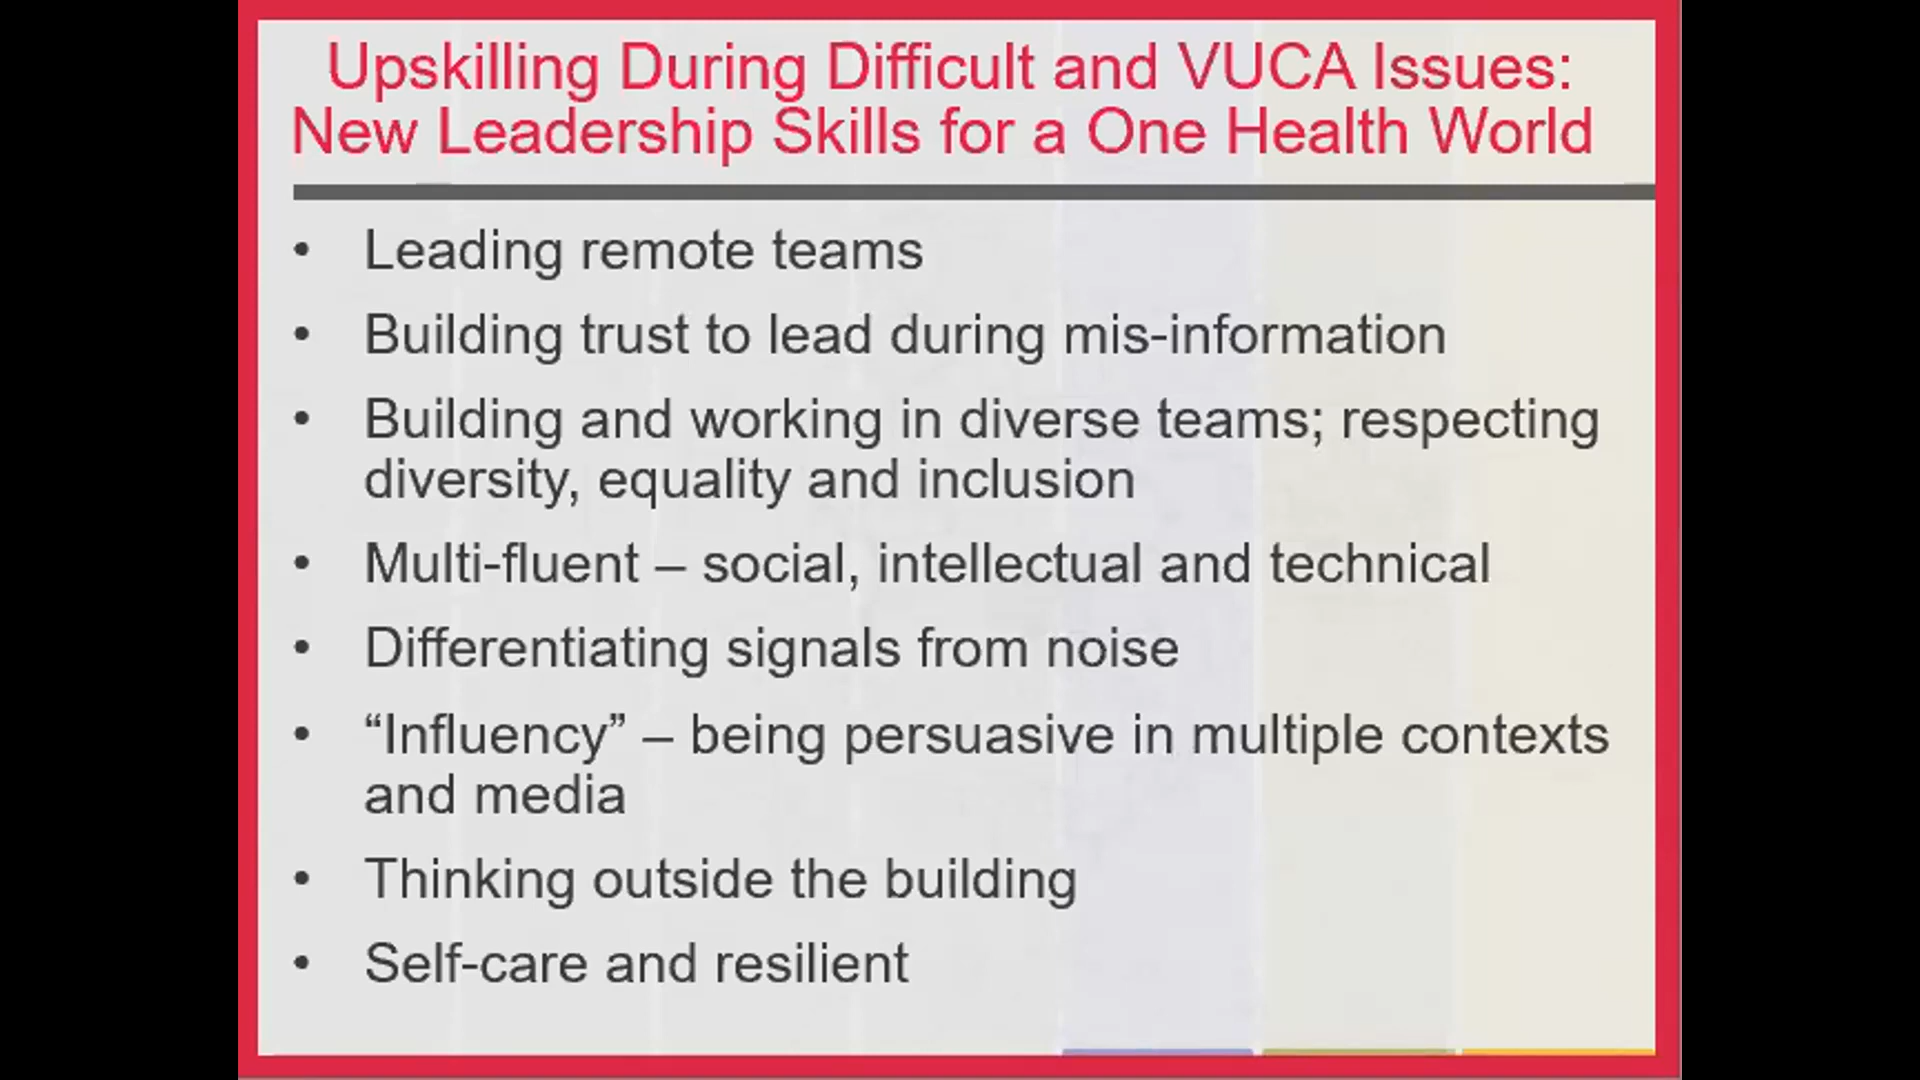 Upskilling During Difficult and VUCA Issues:
New Leadership Skills for a One Health World
• Leading remote teams
• Building trust to lead during mis-information
• Building and working in diverse teams; respecting
diversity, equality and inclusion
• Multi-fluent – social, intellectual and technical
• Differentiating signals from noise
• “Influency” – being persuasive in multiple contexts
and media
• Thinking outside the building
• Self-care and resilient